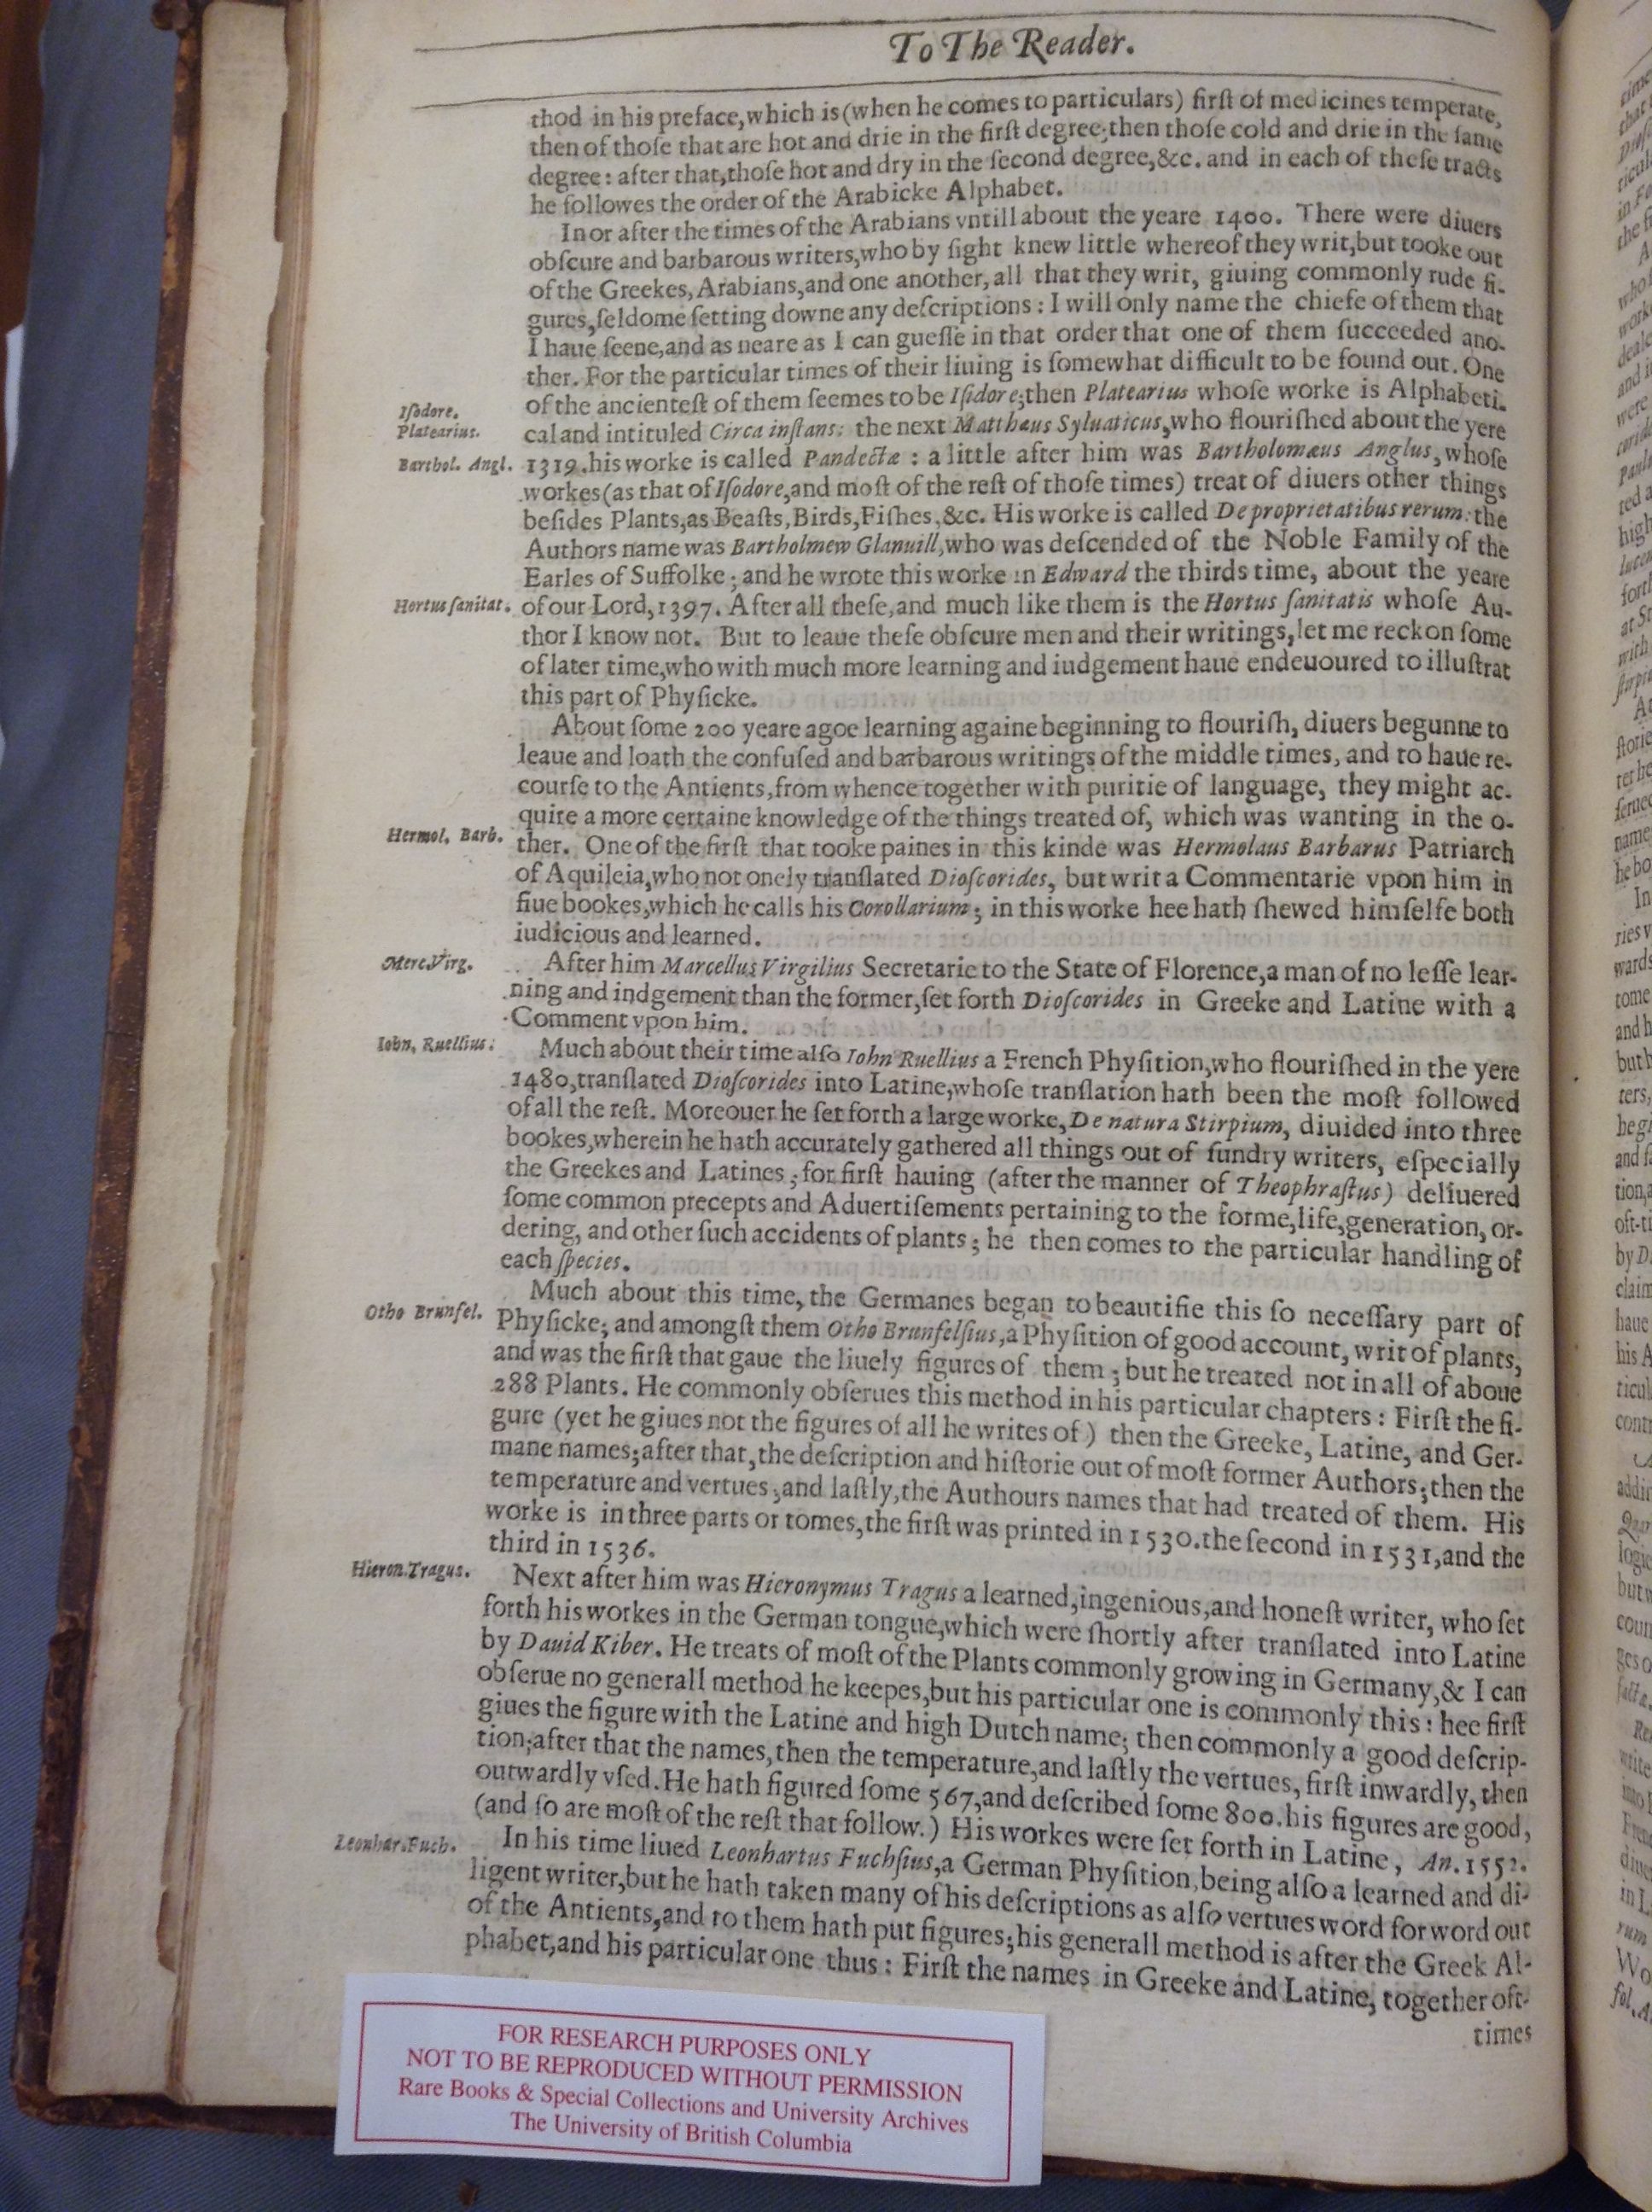 To The Reader.
thod in his preface, which is (when he comes to particulars) firſt of medicines temperate,
then of thoſe that are hot and drie in the firſt degree; then thoſe cold and drie in the ſame
degree: after that, thoſe hot and dry in the ſecond degree, &c. and in each of theſe tracts
he followes the order of the Arabicke Alphabet.
In or after the times of the Arabians vntill about the yeare 1400. There were diuers
obſcure and barbarous writers, who by ſight knew little whereof they writ, but tooke out
of the Greekes, Arabians, and one another, all that they writ, giuing commonly rude fi-
gures, ſeldome ſetting downe any deſcriptions: I will only name the chiefe of them that
I haue ſeene, and as neare as I can gueſſe in that order that one of them ſucceeded ano-
ther. For the particular times of their liuing is ſomewhat difficult to be found out. One
Iſodore.
of the ancienteſt of them ſeemes to be Iſidore; then Platearius whoſe worke is Alphabeti-
Platearius.
cal and intituled Circa inſtans: the next Matthæus Syluaticus, who flouriſhed about the yere
Barthol. Angl.
1319. his worke is called Pandectæ: a little after him was Bartholomæus Anglus, whoſe
workes (as that of Iſodore, and moſt of the reſt of thoſe times) treat of diuers other things
beſides Plants, as Beaſts, Birds, Fiſhes, &c. His worke is called De proprietatibus rerum: the
Authors name was Bartholmew Glanuill, who was deſcended of the Noble Family of the
Earles of Suffolke; and he wrote this worke in Edward the thirds time, about the yeare
Hortus ſanitat.
of our Lord, 1397. After all theſe, and much like them is the Hortus ſanitatis whoſe Au-
thor I know not. But to leaue theſe obſcure men and their writings, let me reckon ſome
of later time, who with much more learning and iudgement haue endeuoured to illuſtrat
this part of Phyſicke.
About ſome 200 yeare agoe learning againe beginning to flouriſh, diuers begunne to
leaue and loath the confuſed and barbarous writings of the middle times, and to haue re-
courſe to the Antients, from whence together with puritie of language, they might ac-
quire a more certaine knowledge of the things treated of, which was wanting in the o-
Hermol. Barb.
ther. One of the firſt that tooke paines in this kinde was Hermolaus Barbarus Patriarch
of Aquileia, who not onely tranſlated Dioſcorides, but writ a Commentarie vpon him in
fiue bookes, which he calls his Corollarium; in this worke hee hath ſhewed himſelfe both
iudicious and learned.
Merc. Virg.
After him Marcellus Virgilius Secretarie to the State of Florence, a man of no leſſe lear-
ning and indgement than the former, ſet forth Dioſcorides in Greeke and Latine with a
Comment vpon him.
Iohn, Ruellius.
Much about their time alſo Iohn Ruellius a French Phyſition, who flouriſhed in the yere
1480, tranſlated Dioſcorides into Latine, whoſe tranſlation hath been the moſt followed
of all the reſt. Moreouer he ſet forth a large worke, De natura Stirpium, diuided into three
bookes, wherein he hath accurately gathered all things out of ſundry writers, eſpecially
the Greekes and Latines; for firſt hauing (after the manner of Theophraſtus) deliuered
ſome common precepts and Aduertiſements pertaining to the forme, life, generation, or-
dering, and other ſuch accidents of plants; he then comes to the particular handling of
each ſpecies.
Much about this time, the Germanes began to beautifie this ſo neceſſary part of
Otho Brunfel.
Phyſicke; and amongſt them Otho Brunfelſius, a Phyſition of good account, writ of plants,
and was the firſt that gaue the liuely figures of them; but he treated not in all of aboue
288 Plants. He commonly obſerues this method in his particular chapters: Firſt the fi-
gure (yet he giues not the figures of all he writes of) then the Greeke, Latine, and Ger-
mane names; after that, the deſcription and hiſtorie out of moſt former Authors; then the
temperature and vertues; and laſtly, the Authours names that had treated of them. His
worke is in three parts or tomes, the firſt was printed in 1530. the ſecond in 1531, and the
third in 1536.
Hieron. Tragus.
Next after him was Hieronymus Tragus a learned, ingenious, and honeſt writer, who ſet
forth his workes in the German tongue, which were ſhortly after tranſlated into Latine
by Dauid Kiber. He treats of moſt of the Plants commonly growing in Germany, & I can
obſerue no generall method he keepes, but his particular one is commonly this: hee firſt
giues the figure with the Latine and high Dutch name; then commonly a good deſcrip-
tion; after that the names, then the temperature, and laſtly the vertues, firſt inwardly, then
outwardly vſed. He hath figured ſome 567, and deſcribed ſome 800. his figures are good,
(and ſo are moſt of the reſt that follow.) His workes were ſet forth in Latine, An. 1552.
Leonhar. Fuch.
In his time liued Leonhartus Fuchſius, a German Phyſition, being alſo a learned and di-
ligent writer, but he hath taken many of his deſcriptions as alſo vertues word for word out
of the Antients, and to them hath put figures; his generall method is after the Greek Al-
phabet, and his particular one thus: Firſt the names in Greeke and Latine, together oft-
times
FOR RESEARCH PURPOSES ONLY
NOT TO BE REPRODUCED WITHOUT PERMISSION
Rare Books & Special Collections and University Archives
The University of British Columbia